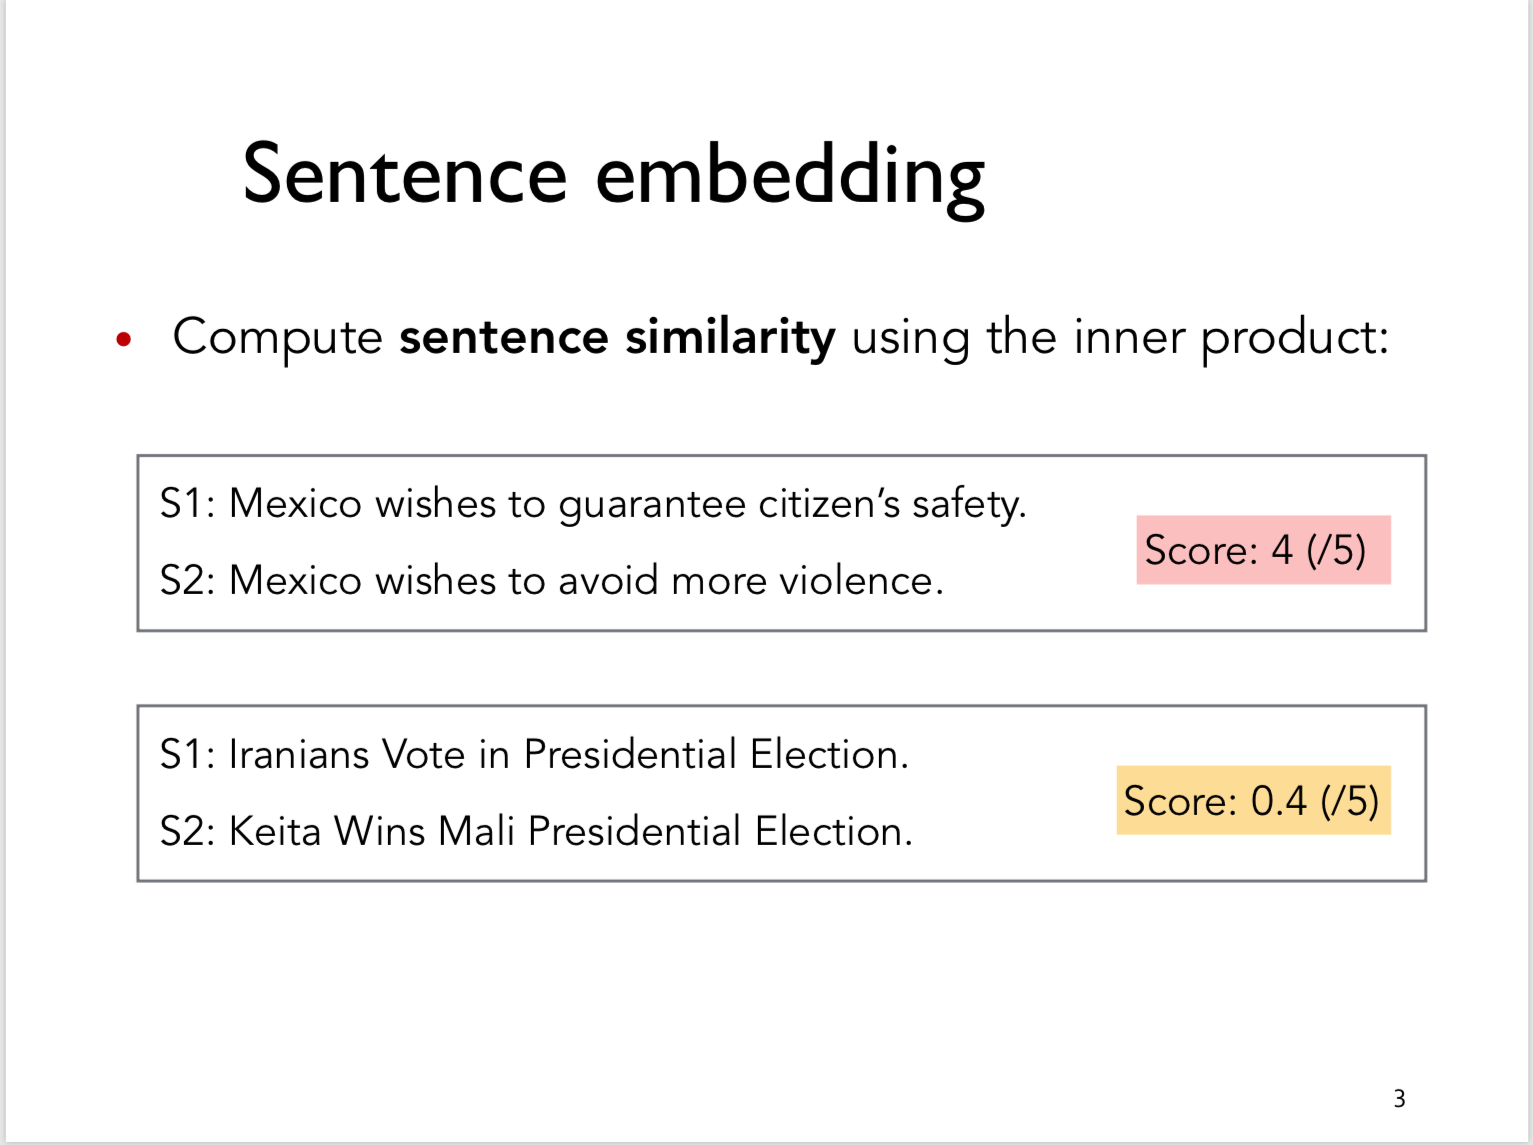 Sentence embedding
• Compute sentence similarity using the inner product:
S1: Mexico wishes to guarantee citizen’s safety.
Score: 4 (/5)
S2: Mexico wishes to avoid more violence.
S1: Iranians Vote in Presidential Election.
Score: 0.4 (/5)
S2: Keita Wins Mali Presidential Election.
3